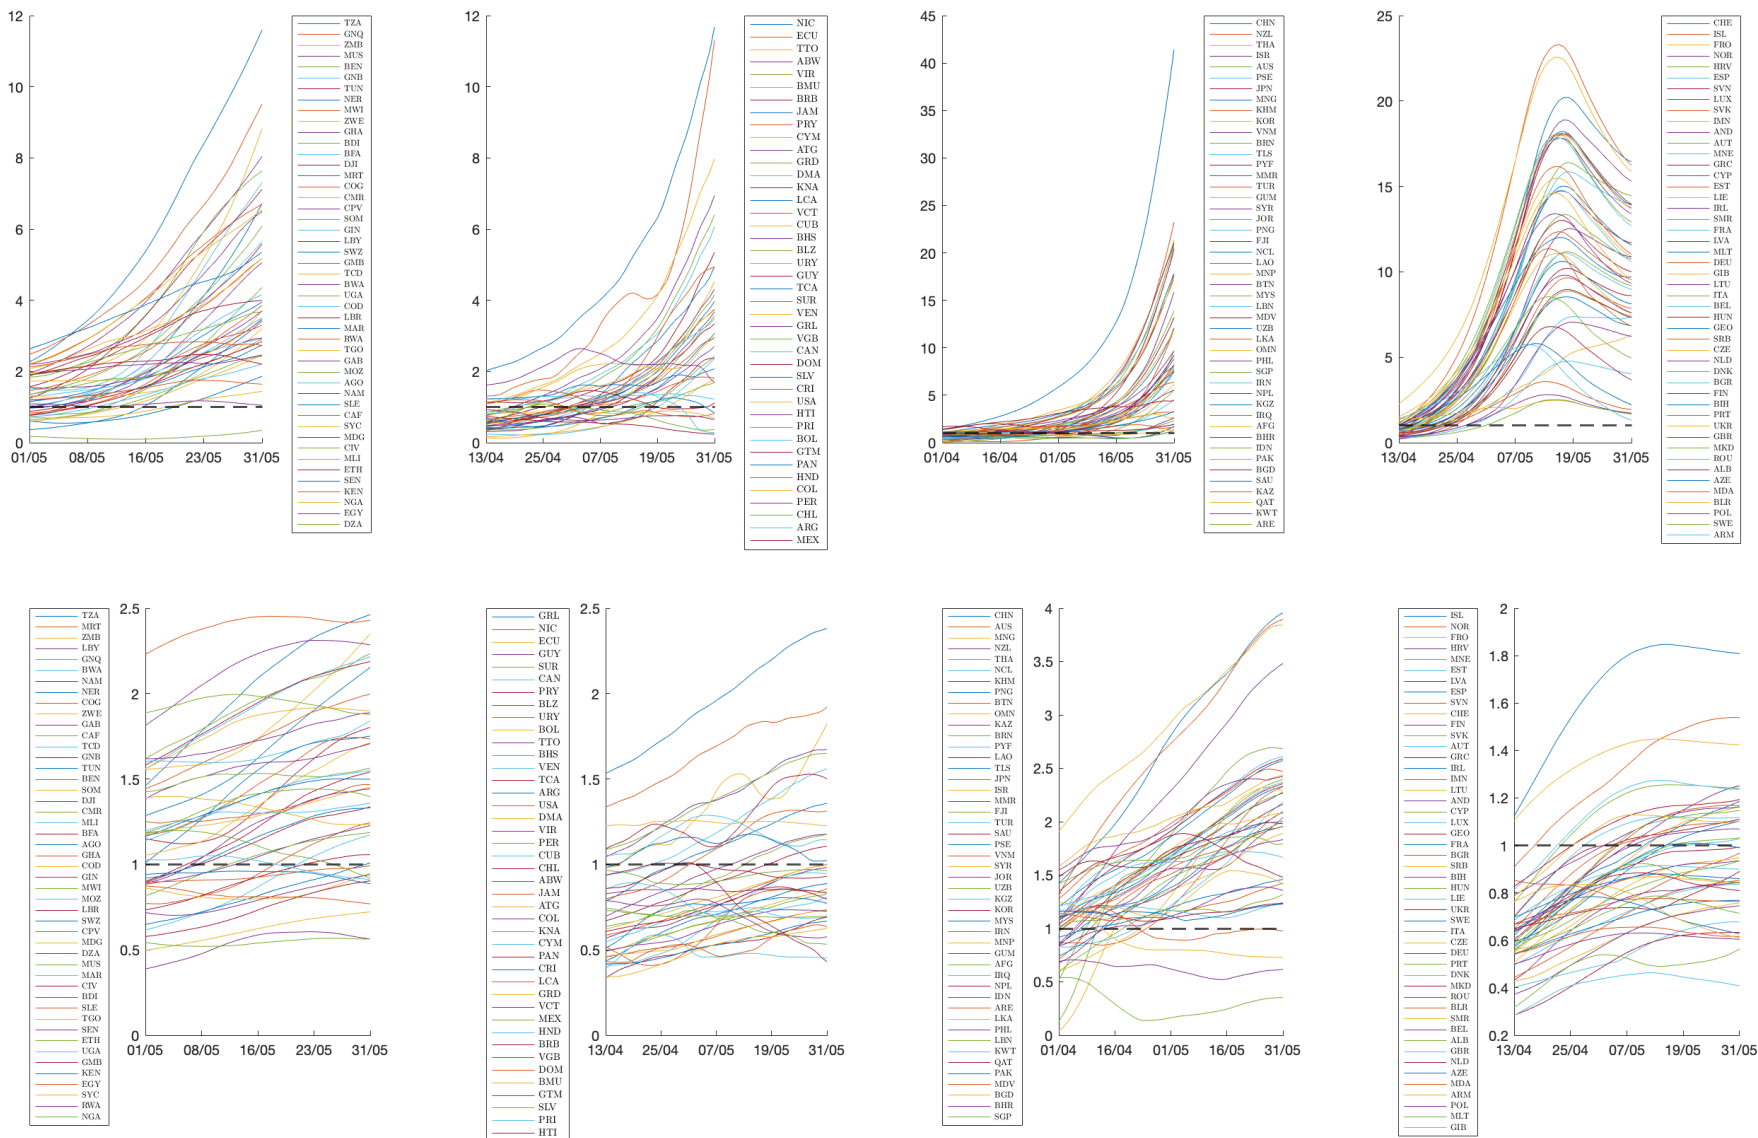 12
10
8
6
4
2
0
01/05
08/05
16/05
23/05
31/05
TZA
GNQ
ZMB
MUS
BEN
GNB
TUN
NER
MWI
ZWE
GHA
BDI
BFA
DJI
MRT
COG
CMR
CPV
SOM
GIN
LBY
SWZ
GMB
TCD
BWA
UGA
COD
LBR
MAR
RWA
TGO
GAB
MOZ
AGO
NAM
SLE
CAF
SYC
MDG
CIV
MLI
ETH
SEN
KEN
NGA
EGY
DZA
12
10
8
6
4
2
0
13/04
25/04
07/05
19/05
31/05
NIC
ECU
TTO
ABW
VIR
BMU
BRB
JAM
PRY
CYM
ATG
GRD
DMA
KNA
LCA
VCT
CUB
BHS
BLZ
URY
GUY
TCA
SUR
VEN
GRL
VGB
CAN
DOM
SLV
CRI
USA
HTI
PRI
BOL
GTM
PAN
HND
COL
PER
CHL
ARG
MEX
45
40
35
30
25
20
15
10
5
0
01/04
16/04
01/05
16/05
31/05
CHN
NZL
THA
ISR
AUS
PSE
JPN
MNG
KHM
KOR
VNM
BRN
TLS
PYF
MMR
TUR
GUM
SYR
JOR
PNG
FJI
NCL
LAO
MNP
BTN
MYS
LBN
MDV
UZB
LKA
OMN
PHL
SGP
IRN
NPL
KGZ
IRQ
AFG
BHR
IDN
PAK
BGD
SAU
KAZ
QAT
KWT
ARE
25
20
15
10
5
0
13/04
25/04
07/05
19/05
31/05
CHE
ISL
FRO
NOR
HRV
ESP
SVN
LUX
SVK
IMN
AND
AUT
MNE
GRC
CYP
EST
LIE
IRL
SMR
FRA
LVA
MLT
DEU
GIB
LTU
ITA
BEL
HUN
GEO
SRB
CZE
NLD
DNK
BGR
FIN
BIH
PRT
UKR
GBR
MKD
ROU
ALB
AZE
MDA
BLR
POL
SWE
ARM
TZA
MRT
ZMB
LBY
GNQ
BWA
NAM
NER
COG
ZWE
GAB
CAF
TCD
GNB
TUN
BEN
SOM
DJI
CMR
MLI
BFA
AGO
GHA
COD
GIN
MWI
MOZ
LBR
SWZ
CPV
MDG
DZA
MUS
MAR
CIV
BDI
SLE
TGO
SEN
ETH
UGA
GMB
KEN
EGY
SYC
RWA
NGA
2.5
2
1.5
1
0.5
0
01/05
08/05
16/05
23/05
31/05
GRL
NIC
ECU
GUY
SUR
CAN
PRY
BLZ
URY
BOL
TTO
BHS
VEN
TCA
ARG
USA
DMA
VIR
PER
CUB
CHL
ABW
JAM
ATG
COL
KNA
CYM
PAN
CRI
LCA
GRD
VCT
MEX
HND
BRB
VGB
DOM
BMU
GTM
SLV
PRI
HTI
2.5
2
1.5
1
0.5
0
13/04
25/04
07/05
19/05
31/05
CHN
AUS
MNG
NZL
THA
NCL
KHM
PNG
BTN
OMN
KAZ
BRN
PYF
LAO
TLS
JPN
ISR
MMR
FJI
TUR
SAU
PSE
VNM
SYR
JOR
UZB
KGZ
KOR
MYS
IRN
MNP
GUM
AFG
IRQ
NPL
IDN
ARE
LKA
PHL
LBN
KWT
QAT
PAK
MDV
BGD
BHR
SGP
4
3.5
3
2.5
2
1.5
1
0.5
0
01/04
16/04
01/05
16/05
31/05
ISL
NOR
FRO
HRV
MNE
EST
LVA
ESP
SVN
CHE
FIN
SVK
AUT
GRC
IRL
IMN
LTU
AND
CYP
LUX
GEO
FRA
BGR
SRB
BIH
HUN
LIE
UKR
SWE
ITA
CZE
DEU
PRT
DNK
MKD
ROU
BLR
SMR
BEL
ALB
GBR
NLD
AZE
MDA
ARM
POL
MLT
GIB
2
1.8
1.6
1.4
1.2
1
0.8
0.6
0.4
0.2
13/04
25/04
07/05
19/05
31/05